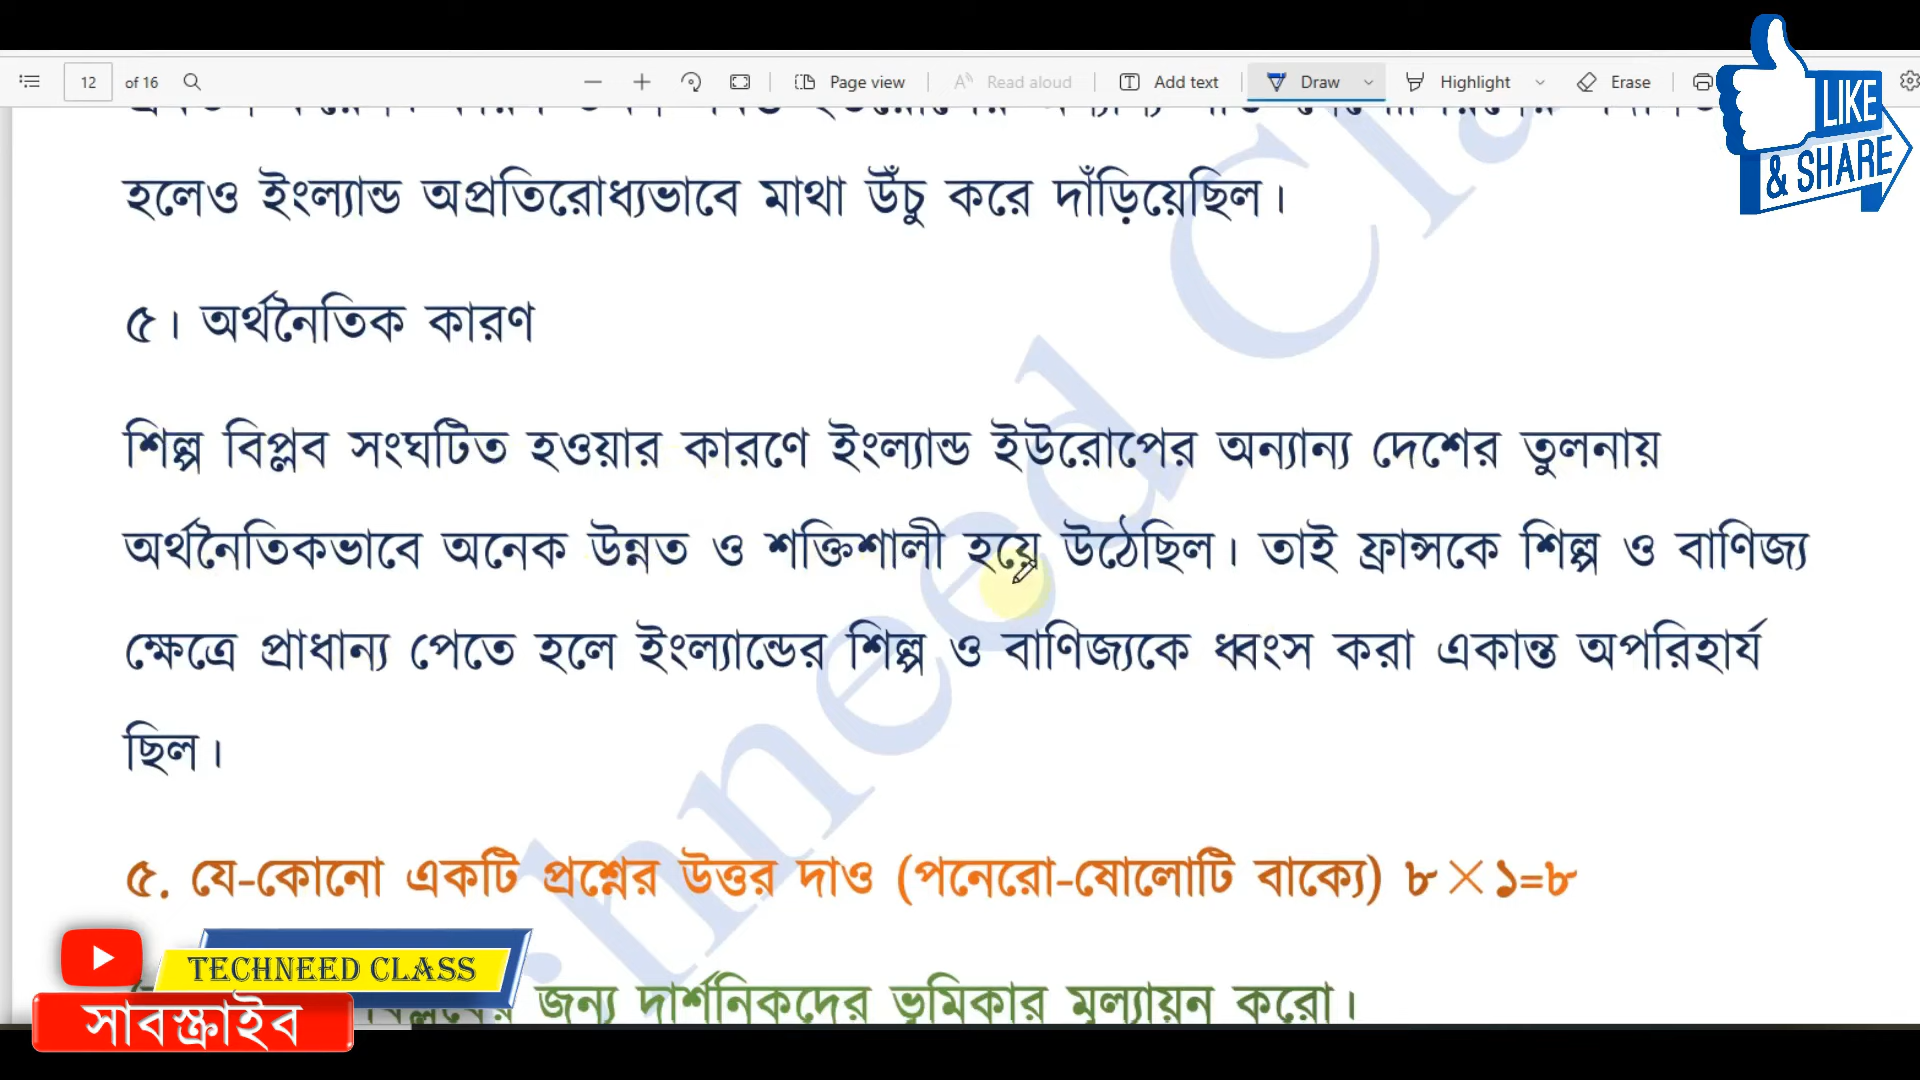 12 of 16 Page view Read aloud Add text Draw Highlight Erase
LIKE
& SHARE
হলেও ইংল্যান্ড অপ্রতিরোধ্যভাবে মাথা উঁচু করে দাঁড়িয়েছিল।
৫। অর্থনৈতিক কারণ
শিল্প বিপ্লব সংঘটিত হওয়ার কারণে ইংল্যান্ড ইউরোপের অন্যান্য দেশের তুলনায়
অর্থনৈতিকভাবে অনেক উন্নত ও শক্তিশালী হয়ে উঠেছিল। তাই ফ্রান্সকে শিল্প ও বাণিজ্য
ক্ষেত্রে প্রাধান্য পেতে হলে ইংল্যান্ডের শিল্প ও বাণিজ্যকে ধ্বংস করা একান্ত অপরিহার্য
ছিল।
৫. যে-কোনো একটি প্রশ্নের উত্তর দাও (পনেরো-ষোলোটি বাক্যে) ৮×১=৮
জন্য দার্শনিকদের ভূমিকার মূল্যায়ন করো।
TECHNEED CLASS
সাবস্ক্রাইব